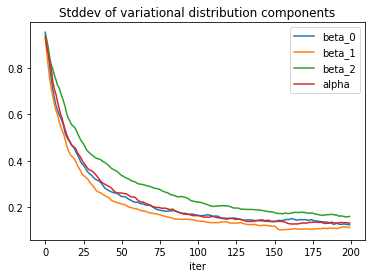 Stddev of variational distribution components
beta_0
beta_1
beta_2
alpha
0.8
0.6
0.4
0.2
0 25 50 75 100 125 150 175 200
iter